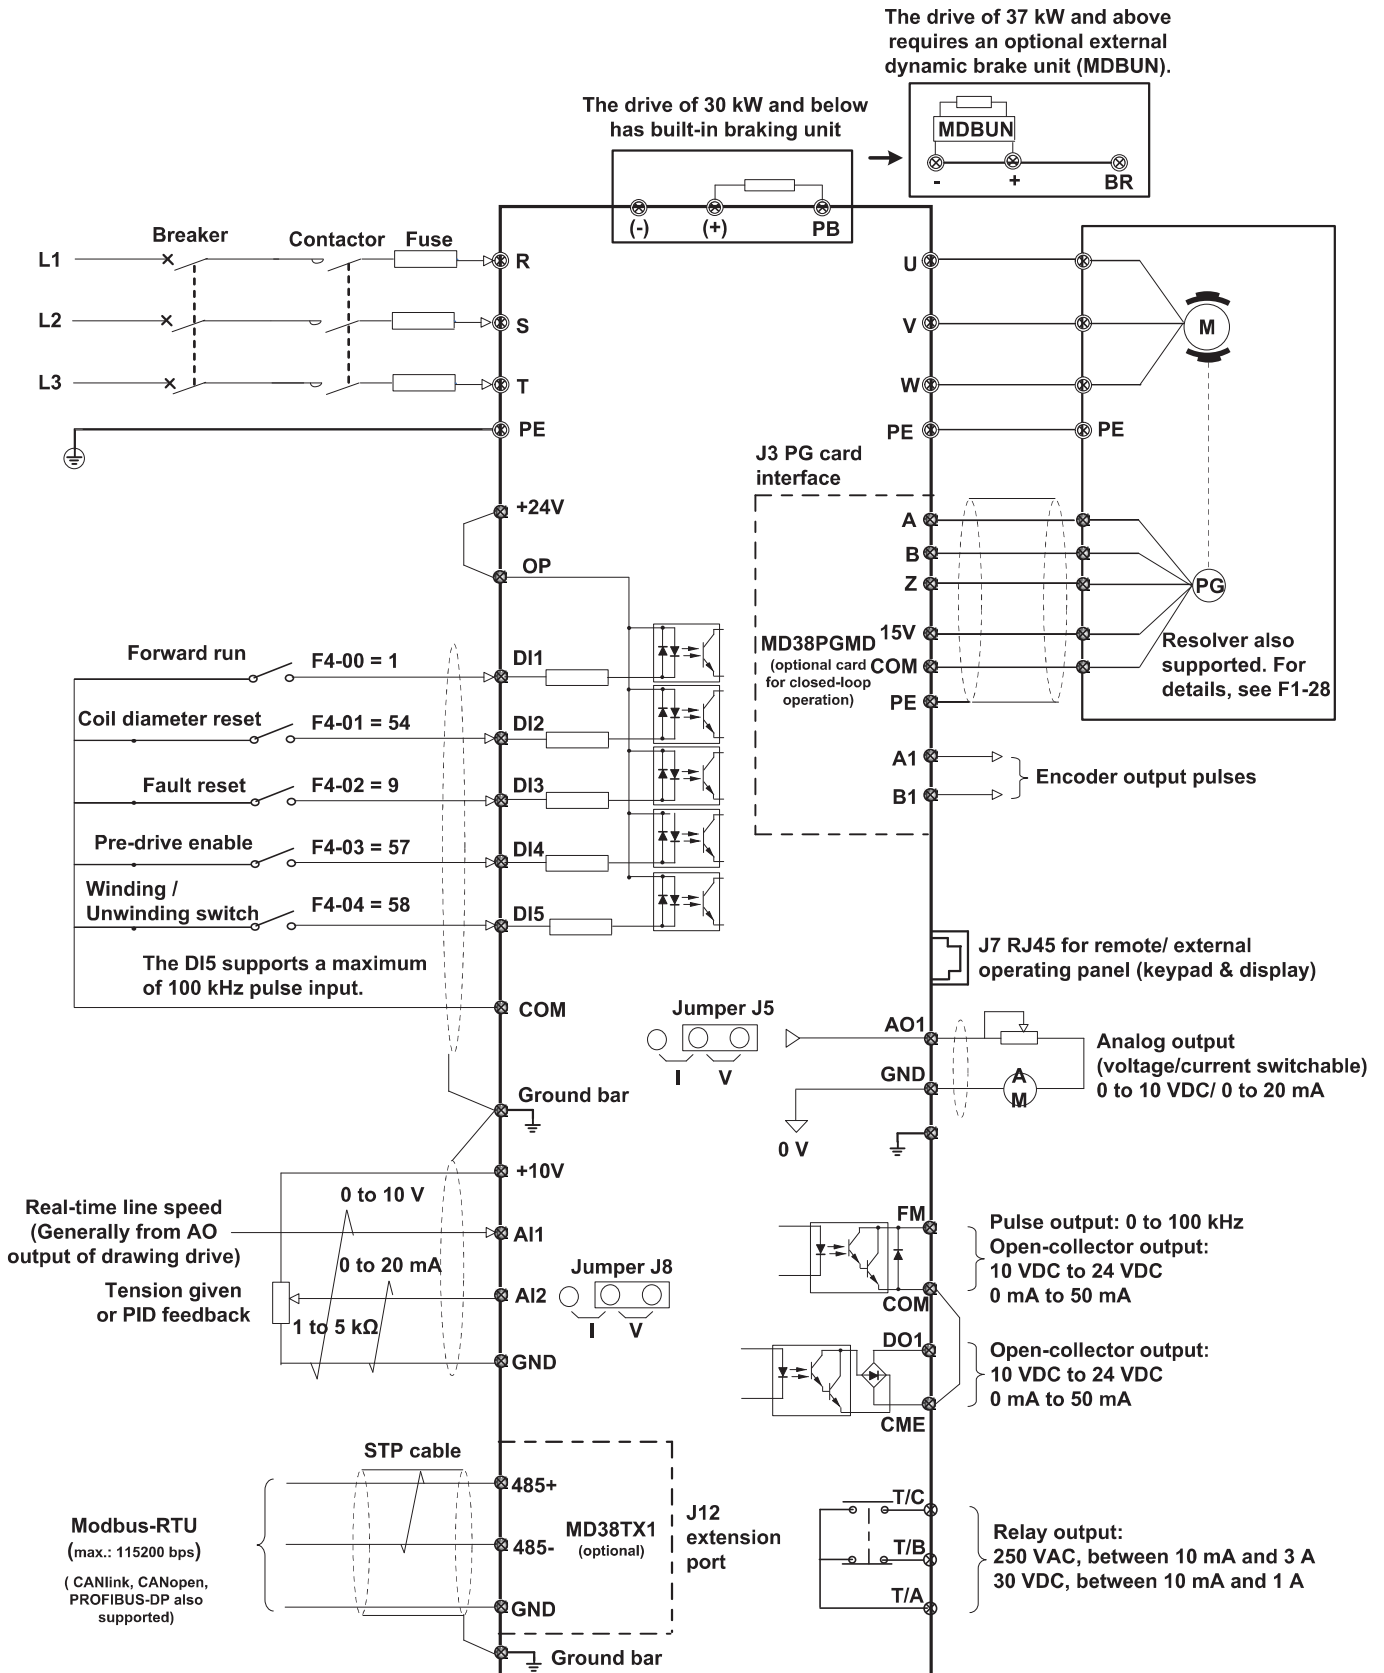 The drive of 37 kW and above
requires an optional external
dynamic brake unit (MDBUN).
The drive of 30 kW and below
has built-in braking unit
MDBUN
-
+
BR
(-)
(+)
PB
Breaker
Contactor
Fuse
L1
R
L2
S
L3
T
PE
U
V
W
PE
PE
M
J3 PG card
interface
+24V
OP
A
B
Z
15V
COM
PE
A1
B1
MD38PGMD
(optional card
for closed-loop
operation)
PG
Resolver also
supported. For
details, see F1-28
Encoder output pulses
Forward run
F4-00 = 1
DI1
Coil diameter reset
F4-01 = 54
DI2
Fault reset
F4-02 = 9
DI3
Pre-drive enable
F4-03 = 57
DI4
Winding /
Unwinding switch
F4-04 = 58
DI5
The DI5 supports a maximum
of 100 kHz pulse input.
COM
J7 RJ45 for remote/ external
operating panel (keypad & display)
Jumper J5
I
V
AO1
GND
0 V
A
M
Analog output
(voltage/current switchable)
0 to 10 VDC/ 0 to 20 mA
Ground bar
+10V
0 to 10 V
Real-time line speed
(Generally from AO
output of drawing drive)
AI1
0 to 20 mA
Tension given
or PID feedback
AI2
Jumper J8
I
V
1 to 5 kΩ
GND
FM
COM
Pulse output: 0 to 100 kHz
Open-collector output:
10 VDC to 24 VDC
0 mA to 50 mA
DO1
CME
Open-collector output:
10 VDC to 24 VDC
0 mA to 50 mA
STP cable
485+
485-
GND
Modbus-RTU
(max.: 115200 bps)
( CANlink, CANopen,
PROFIBUS-DP also
supported)
MD38TX1
(optional)
J12
extension
port
Ground bar
T/C
T/B
T/A
Relay output:
250 VAC, between 10 mA and 3 A
30 VDC, between 10 mA and 1 A